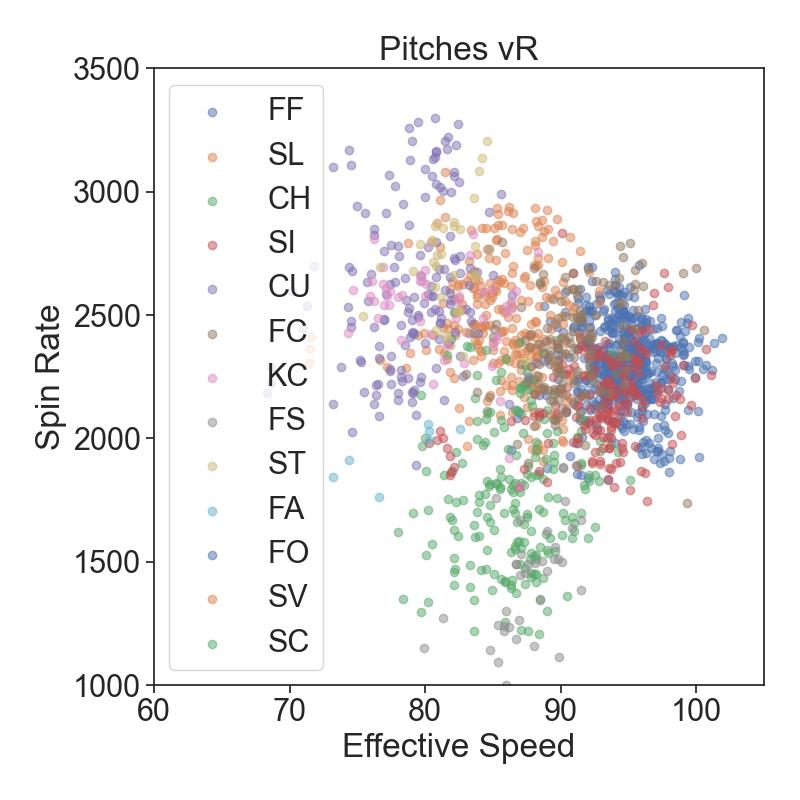 Pitches vR
3500
3000
2500
2000
1500
1000
Spin Rate
FF
SL
CH
SI
CU
FC
KC
FS
ST
FA
FO
SV
SC
60 70 80 90 100
Effective Speed